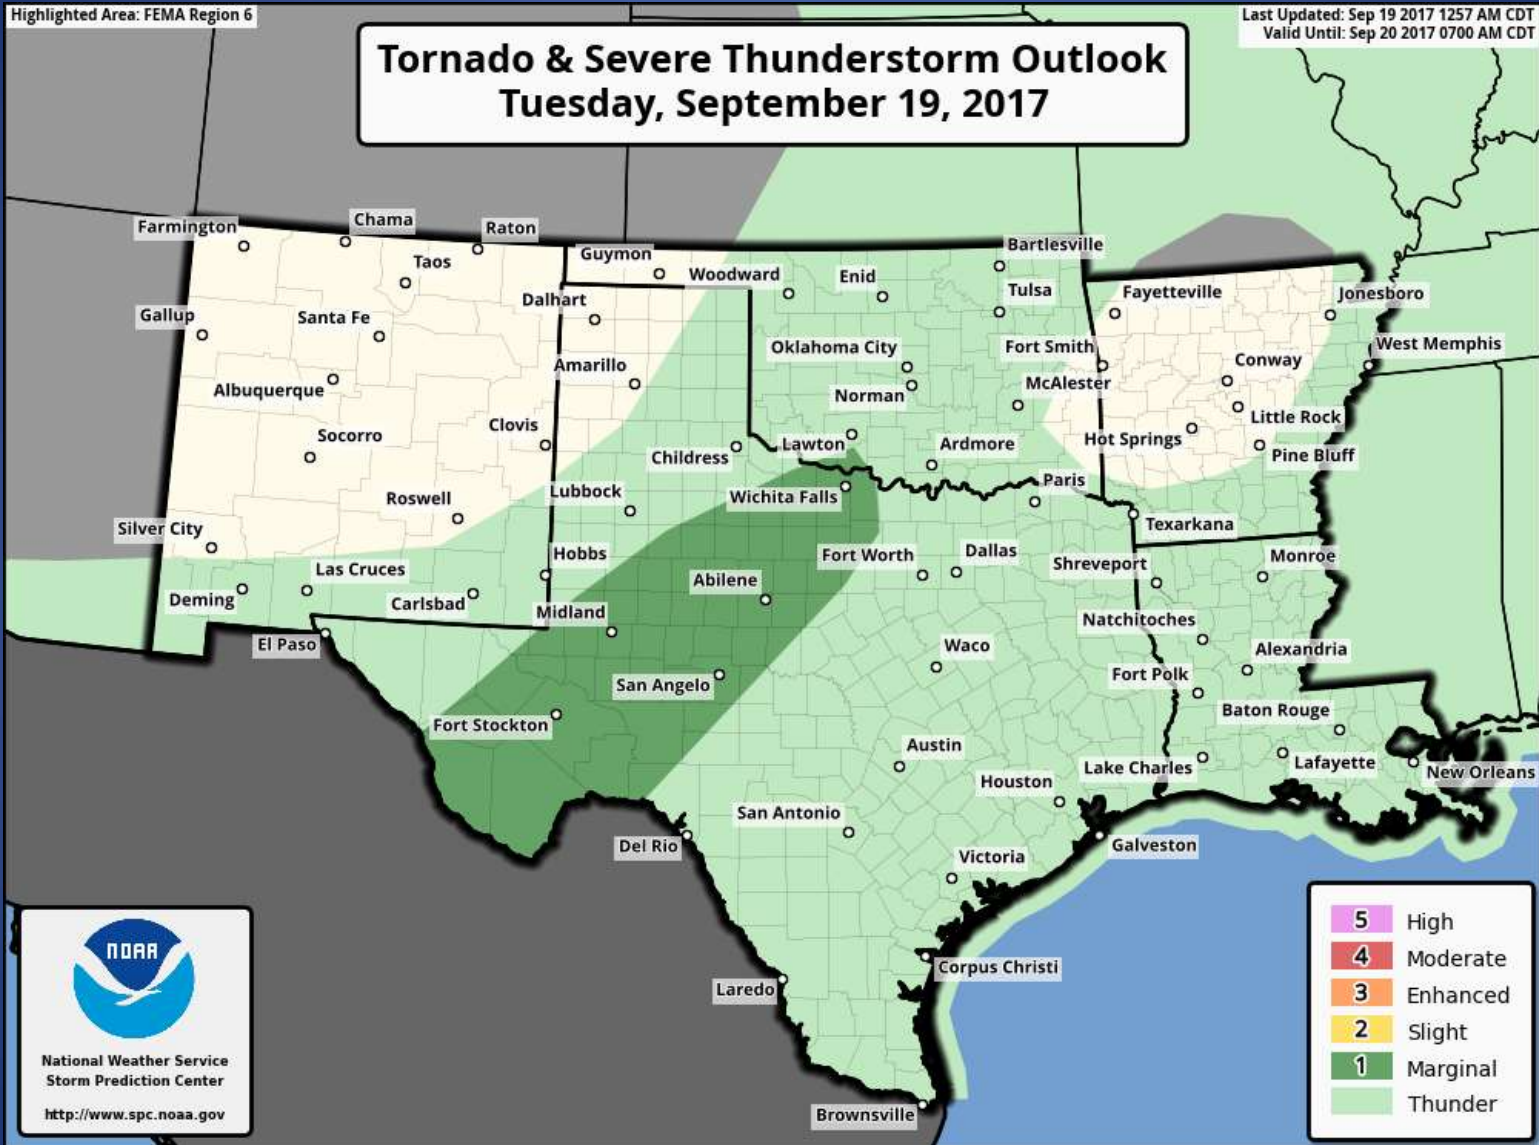 Highlighted Area: FEMA Region 6
Last Updated: Sep 19 2017 1257 AM CDT
Valid Until: Sep 20 2017 0700 AM CDT
Tornado & Severe Thunderstorm Outlook
Tuesday, September 19, 2017
Farmington
Chama
Raton
Taos
Guymon
Woodward
Enid
Bartlesville
Tulsa
Dalhart
Fayetteville
Jonesboro
Gallup
Santa Fe
Oklahoma City
Fort Smith
West Memphis
Amarillo
Conway
Albuquerque
Norman
McAlester
Little Rock
Socorro
Clovis
Childress
Lawton
Ardmore
Hot Springs
Pine Bluff
Roswell
Lubbock
Wichita Falls
Paris
Texarkana
Silver City
Hobbs
Fort Worth
Dallas
Shreveport
Monroe
Las Cruces
Abilene
Deming
Carlsbad
Midland
Natchitoches
El Paso
Waco
Alexandria
San Angelo
Fort Polk
Fort Stockton
Baton Rouge
Austin
Lake Charles
Lafayette
New Orleans
Houston
San Antonio
Del Rio
Galveston
Victoria
Corpus Christi
Laredo
Brownsville
NOAA
National Weather Service
Storm Prediction Center
http://www.spc.noaa.gov
5 High
4 Moderate
3 Enhanced
2 Slight
1 Marginal
Thunder